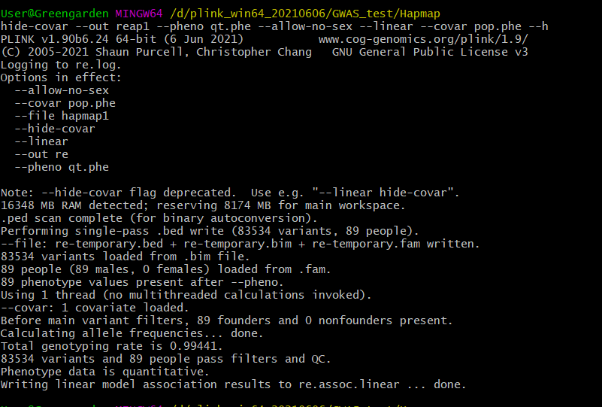 User@Greengarden MINGW64 /d/plink_win64_20210606/GWAS_test/Hapmap
hide-covar --out reap1 --pheno qt.phe --allow-no-sex --linear --covar pop.phe --h
PLINK v1.90b6.24 64-bit (6 Jun 2021) www.cog-genomics.org/plink/1.9/
(C) 2005-2021 Shaun Purcell, Christopher Chang GNU General Public License v3
Logging to re.log.
Options in effect:
--allow-no-sex
--covar pop.phe
--file hapmap1
--hide-covar
--linear
--out re
--pheno qt.phe
Note: --hide-covar flag deprecated. Use e.g. "--linear hide-covar".
16348 MB RAM detected; reserving 8174 MB for main workspace.
.ped scan complete (for binary autoconversion).
Performing single-pass .bed write (83534 variants, 89 people).
--file: re-temporary.bed + re-temporary.bim + re-temporary.fam written.
83534 variants loaded from .bim file.
89 people (89 males, 0 females) loaded from .fam.
89 phenotype values present after --pheno.
Using 1 thread (no multithreaded calculations invoked).
--covar: 1 covariate loaded.
Before main variant filters, 89 founders and 0 nonfounders present.
Calculating allele frequencies... done.
Total genotyping rate is 0.99441.
83534 variants and 89 people pass filters and QC.
Phenotype data is quantitative.
Writing linear model association results to re.assoc.linear ... done.